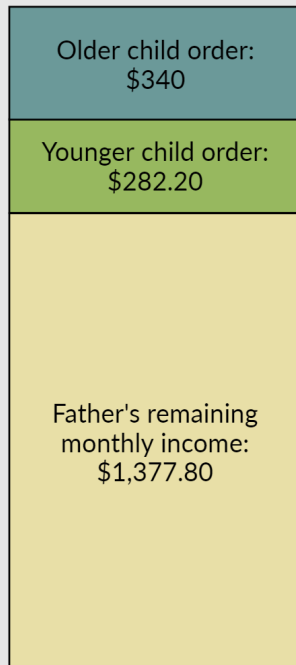 Older child order:
$340
Younger child order:
$282.20
Father's remaining
monthly income:
$1,377.80